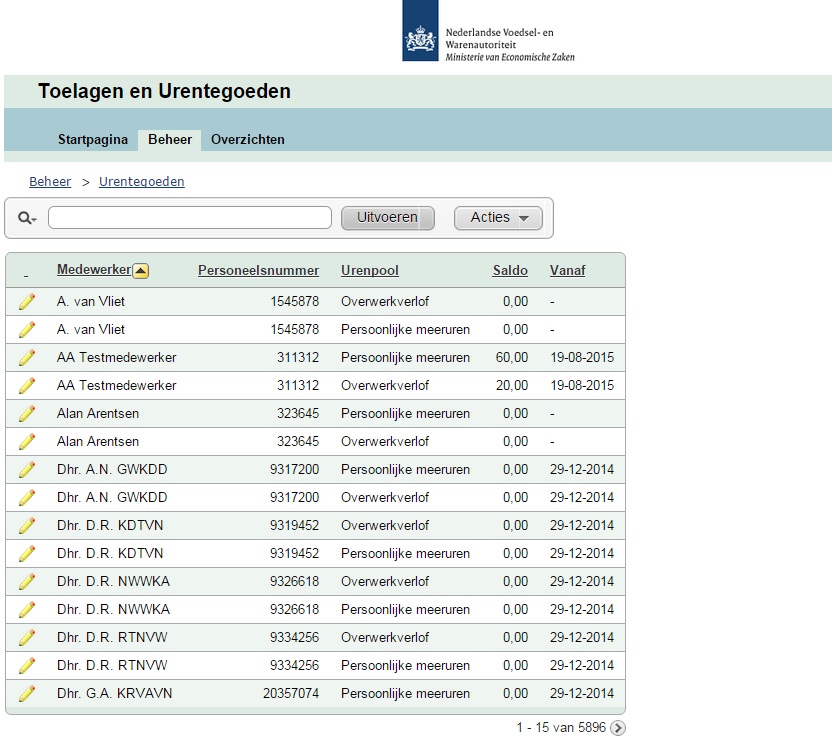 Nederlandse Voedsel- en
Warenautoriteit
Ministerie van Economische Zaken
Toelagen en Urentegoeden
Startpagina Beheer Overzichten
Beheer > Urentegoeden
Uitvoeren Acties
Medewerker Personeelsnummer Urenpool Saldo Vanaf
A. van Vliet 1545878 Overwerkverlof 0,00 -
A. van Vliet 1545878 Persoonlijke meeruren 0,00 -
AA Testmedewerker 311312 Persoonlijke meeruren 60,00 19-08-2015
AA Testmedewerker 311312 Overwerkverlof 20,00 19-08-2015
Alan Arentsen 323645 Persoonlijke meeruren 0,00 -
Alan Arentsen 323645 Overwerkverlof 0,00 -
Dhr. A.N. GWKDD 9317200 Persoonlijke meeruren 0,00 29-12-2014
Dhr. A.N. GWKDD 9317200 Overwerkverlof 0,00 29-12-2014
Dhr. D.R. KDTVN 9319452 Overwerkverlof 0,00 29-12-2014
Dhr. D.R. KDTVN 9319452 Persoonlijke meeruren 0,00 29-12-2014
Dhr. D.R. NWWKA 9326618 Overwerkverlof 0,00 29-12-2014
Dhr. D.R. NWWKA 9326618 Persoonlijke meeruren 0,00 29-12-2014
Dhr. D.R. RTNVW 9334256 Overwerkverlof 0,00 29-12-2014
Dhr. D.R. RTNVW 9334256 Persoonlijke meeruren 0,00 29-12-2014
Dhr. G.A. KRVAVN 20357074 Persoonlijke meeruren 0,00 29-12-2014
1 - 15 van 5896